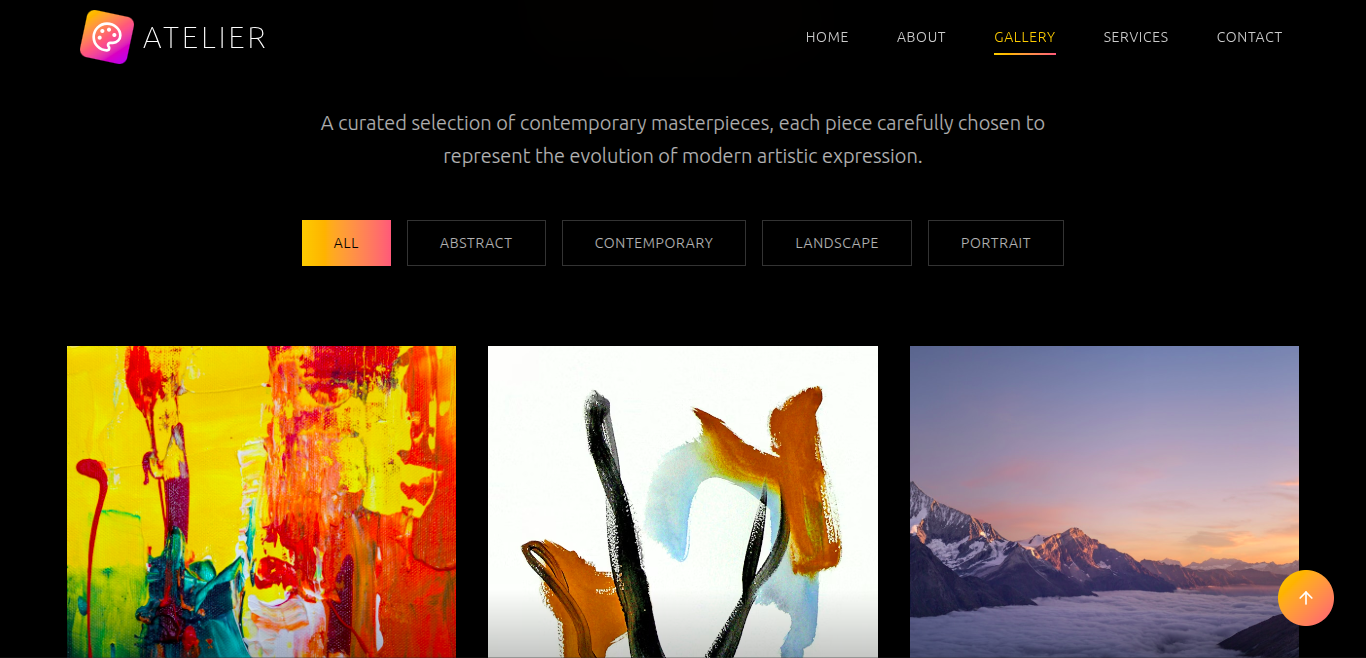 ATELIER
HOME ABOUT GALLERY SERVICES CONTACT
A curated selection of contemporary masterpieces, each piece carefully chosen to
represent the evolution of modern artistic expression.
ALL ABSTRACT CONTEMPORARY LANDSCAPE PORTRAIT